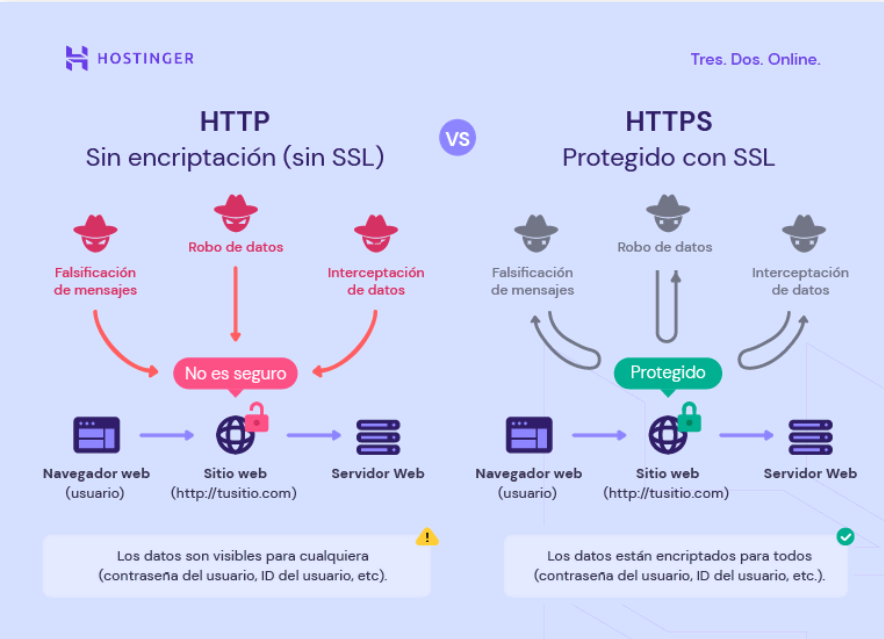 HOSTINGER
Tres. Dos. Online.
HTTP
Sin encriptación (sin SSL)
VS
HTTPS
Protegido con SSL
Falsificación
de mensajes
Robo de datos
Interceptación
de datos
No es seguro
Navegador web
(usuario)
Sitio web
(http://tusitio.com)
Servidor Web
Los datos son visibles para cualquiera
(contraseña del usuario, ID del usuario, etc).
Falsificación
de mensajes
Robo de datos
Interceptación
de datos
Protegido
Navegador web
(usuario)
Sitio web
(http://tusitio.com)
Servidor Web
Los datos están encriptados para todos
(contraseña del usuario, ID del usuario, etc.).